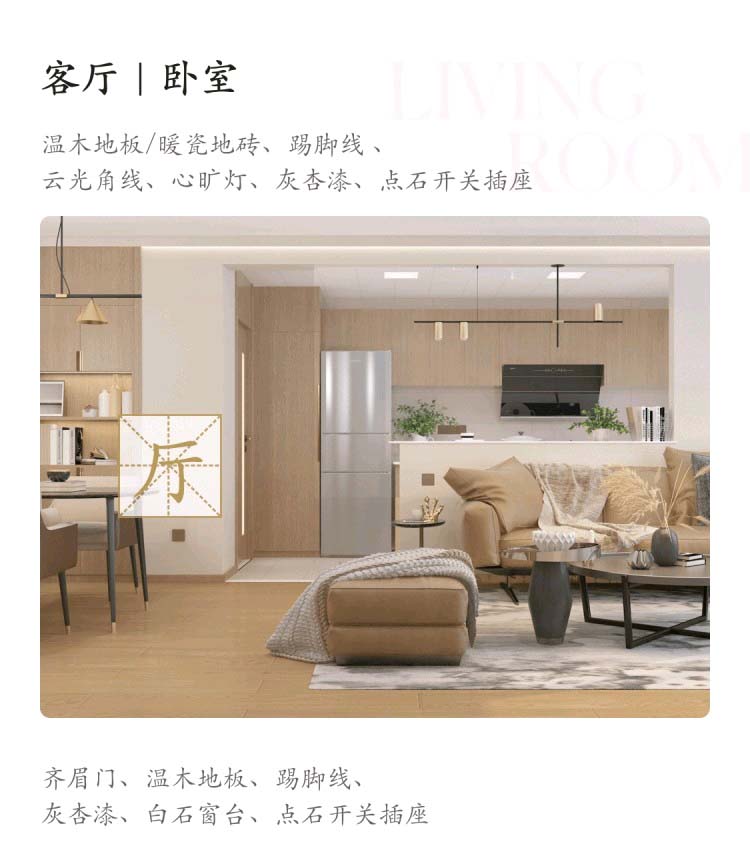 客厅 | 卧室
LIVING
ROOM
温木地板/暖瓷地砖、踢脚线、
云光角线、心旷灯、灰杏漆、点石开关插座
厅
齐眉门、温木地板、踢脚线、
灰杏漆、白石窗台、点石开关插座